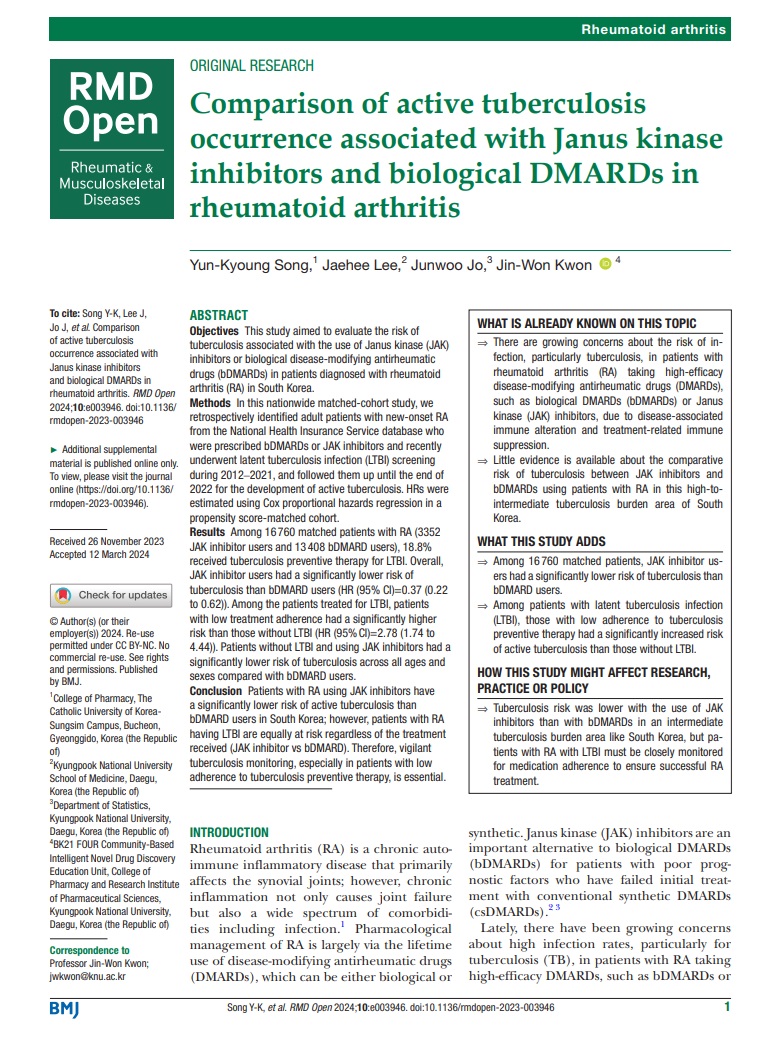 Rheumatoid arthritis
RMD
Open
Rheumatic &
Musculoskeletal
Diseases
ORIGINAL RESEARCH
Comparison of active tuberculosis
occurrence associated with Janus kinase
inhibitors and biological DMARDs in
rheumatoid arthritis
Yun-Kyoung Song,1 Jaehee Lee,2 Junwoo Jo,3 Jin-Won Kwon iD 4
To cite: Song Y-K, Lee J,
Jo J, et al. Comparison
of active tuberculosis
occurrence associated with
Janus kinase inhibitors
and biological DMARDs in
rheumatoid arthritis. RMD Open
2024;10:e003946. doi:10.1136/
rmdopen-2023-003946
► Additional supplemental
material is published online only.
To view, please visit the journal
online (https://doi.org/10.1136/
rmdopen-2023-003946).
Received 26 November 2023
Accepted 12 March 2024
Check for updates
© Author(s) (or their
employer(s)) 2024. Re-use
permitted under CC BY-NC. No
commercial re-use. See rights
and permissions. Published
by BMJ.
1College of Pharmacy, The
Catholic University of Korea-
Sungsim Campus, Bucheon,
Gyeonggido, Korea (the Republic
of)
2Kyungpook National University
School of Medicine, Daegu,
Korea (the Republic of)
3Department of Statistics,
Kyungpook National University,
Daegu, Korea (the Republic of)
4BK21 FOUR Community-Based
Intelligent Novel Drug Discovery
Education Unit, College of
Pharmacy and Research Institute
of Pharmaceutical Sciences,
Kyungpook National University,
Daegu, Korea (the Republic of)
Correspondence to
Professor Jin-Won Kwon;
jwkwon@knu.ac.kr
ABSTRACT
Objectives This study aimed to evaluate the risk of
tuberculosis associated with the use of Janus kinase (JAK)
inhibitors or biological disease-modifying antirheumatic
drugs (bDMARDs) in patients diagnosed with rheumatoid
arthritis (RA) in South Korea.
Methods In this nationwide matched-cohort study, we
retrospectively identified adult patients with new-onset RA
from the National Health Insurance Service database who
were prescribed bDMARDs or JAK inhibitors and recently
underwent latent tuberculosis infection (LTBI) screening
during 2012–2021, and followed them up until the end of
2022 for the development of active tuberculosis. HRs were
estimated using Cox proportional hazards regression in a
propensity score-matched cohort.
Results Among 16 760 matched patients with RA (3352
JAK inhibitor users and 13 408 bDMARD users), 18.8%
received tuberculosis preventive therapy for LTBI. Overall,
JAK inhibitor users had a significantly lower risk of
tuberculosis than bDMARD users (HR (95% CI)=0.37 (0.22
to 0.62)). Among the patients treated for LTBI, patients
with low treatment adherence had a significantly higher
risk than those without LTBI (HR (95% CI)=2.78 (1.74 to
4.44)). Patients without LTBI and using JAK inhibitors had a
significantly lower risk of tuberculosis across all ages and
sexes compared with bDMARD users.
Conclusion Patients with RA using JAK inhibitors have
a significantly lower risk of active tuberculosis than
bDMARD users in South Korea; however, patients with RA
having LTBI are equally at risk regardless of the treatment
received (JAK inhibitor vs bDMARD). Therefore, vigilant
tuberculosis monitoring, especially in patients with low
adherence to tuberculosis preventive therapy, is essential.
WHAT IS ALREADY KNOWN ON THIS TOPIC
⇒ There are growing concerns about the risk of in-
fection, particularly tuberculosis, in patients with
rheumatoid arthritis (RA) taking high-efficacy
disease-modifying antirheumatic drugs (DMARDs),
such as biological DMARDs (bDMARDs) or Janus
kinase (JAK) inhibitors, due to disease-associated
immune alteration and treatment-related immune
suppression.
⇒ Little evidence is available about the comparative
risk of tuberculosis between JAK inhibitors and
bDMARDs using patients with RA in this high-to-
intermediate tuberculosis burden area of South
Korea.
WHAT THIS STUDY ADDS
⇒ Among 16 760 matched patients, JAK inhibitor us-
ers had a significantly lower risk of tuberculosis than
bDMARD users.
⇒ Among patients with latent tuberculosis infection
(LTBI), those with low adherence to tuberculosis
preventive therapy had a significantly increased risk
of active tuberculosis than those without LTBI.
HOW THIS STUDY MIGHT AFFECT RESEARCH,
PRACTICE OR POLICY
⇒ Tuberculosis risk was lower with the use of JAK
inhibitors than with bDMARDs in an intermediate
tuberculosis burden area like South Korea, but pa-
tients with RA with LTBI must be closely monitored
for medication adherence to ensure successful RA
treatment.
INTRODUCTION
Rheumatoid arthritis (RA) is a chronic auto-
immune inflammatory disease that primarily
affects the synovial joints; however, chronic
inflammation not only causes joint failure
but also a wide spectrum of comorbidi-
ties including infection.1 Pharmacological
management of RA is largely via the lifetime
use of disease-modifying antirheumatic drugs
(DMARDs), which can be either biological or
synthetic. Janus kinase (JAK) inhibitors are an
important alternative to biological DMARDs
(bDMARDs) for patients with poor prog-
nostic factors who have failed initial treat-
ment with conventional synthetic DMARDs
(csDMARDs).2 3
Lately, there have been growing concerns
about high infection rates, particularly for
tuberculosis (TB), in patients with RA taking
high-efficacy DMARDs, such as bDMARDs or
BMJ
Song Y-K, et al. RMD Open 2024;10:e003946. doi:10.1136/rmdopen-2023-003946
1